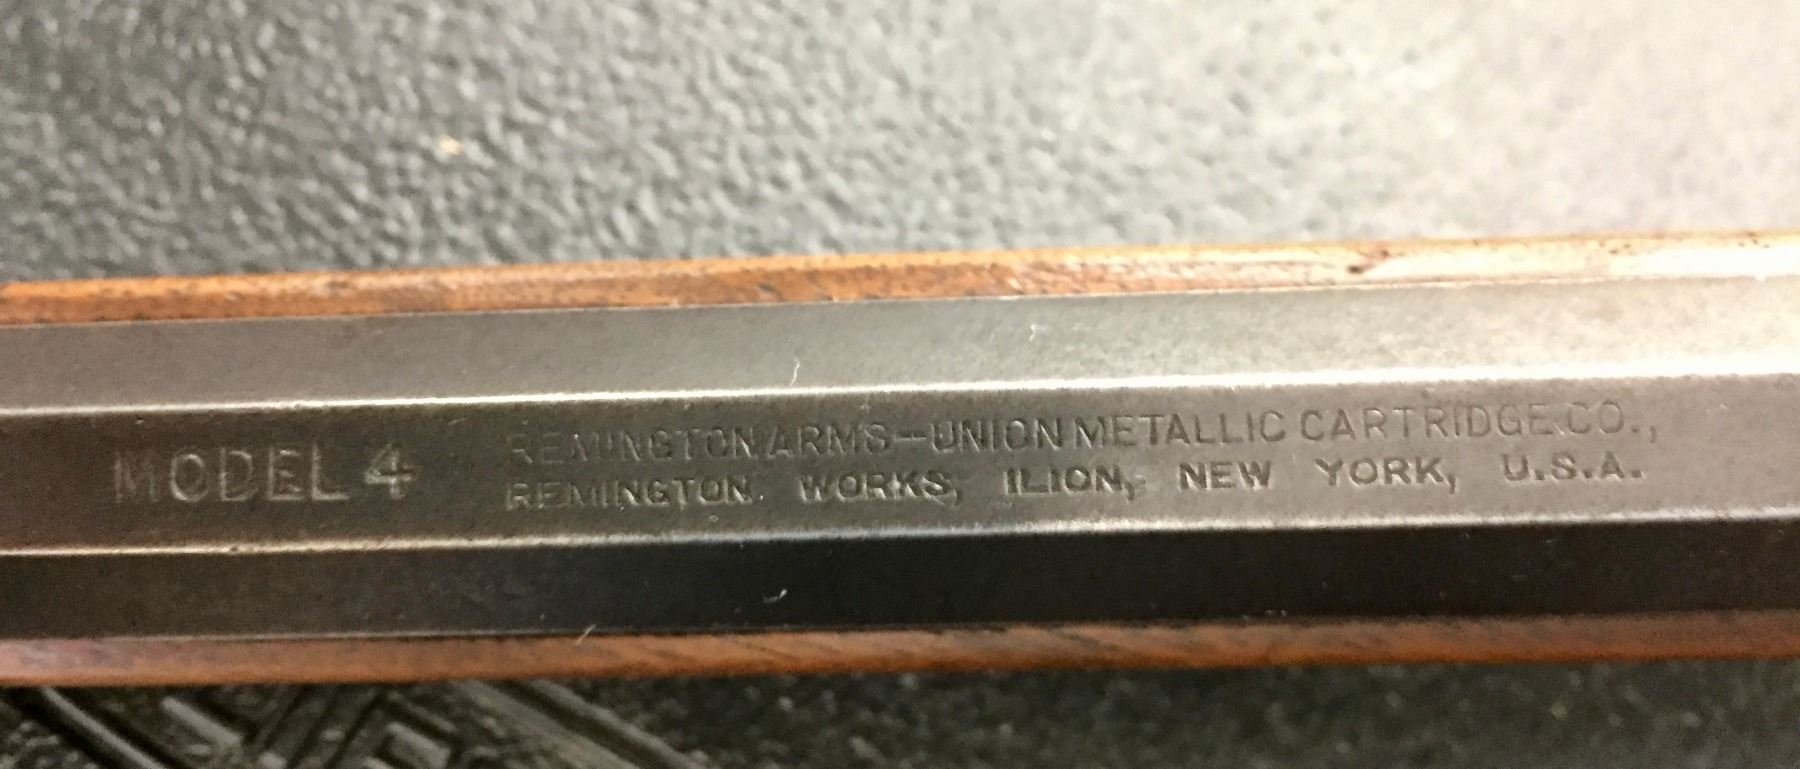 MODEL 4
REMINGTON ARMS-UNION METALLIC CARTRIDGE CO.,
REMINGTON WORKS, ILION, NEW YORK, U.S.A.